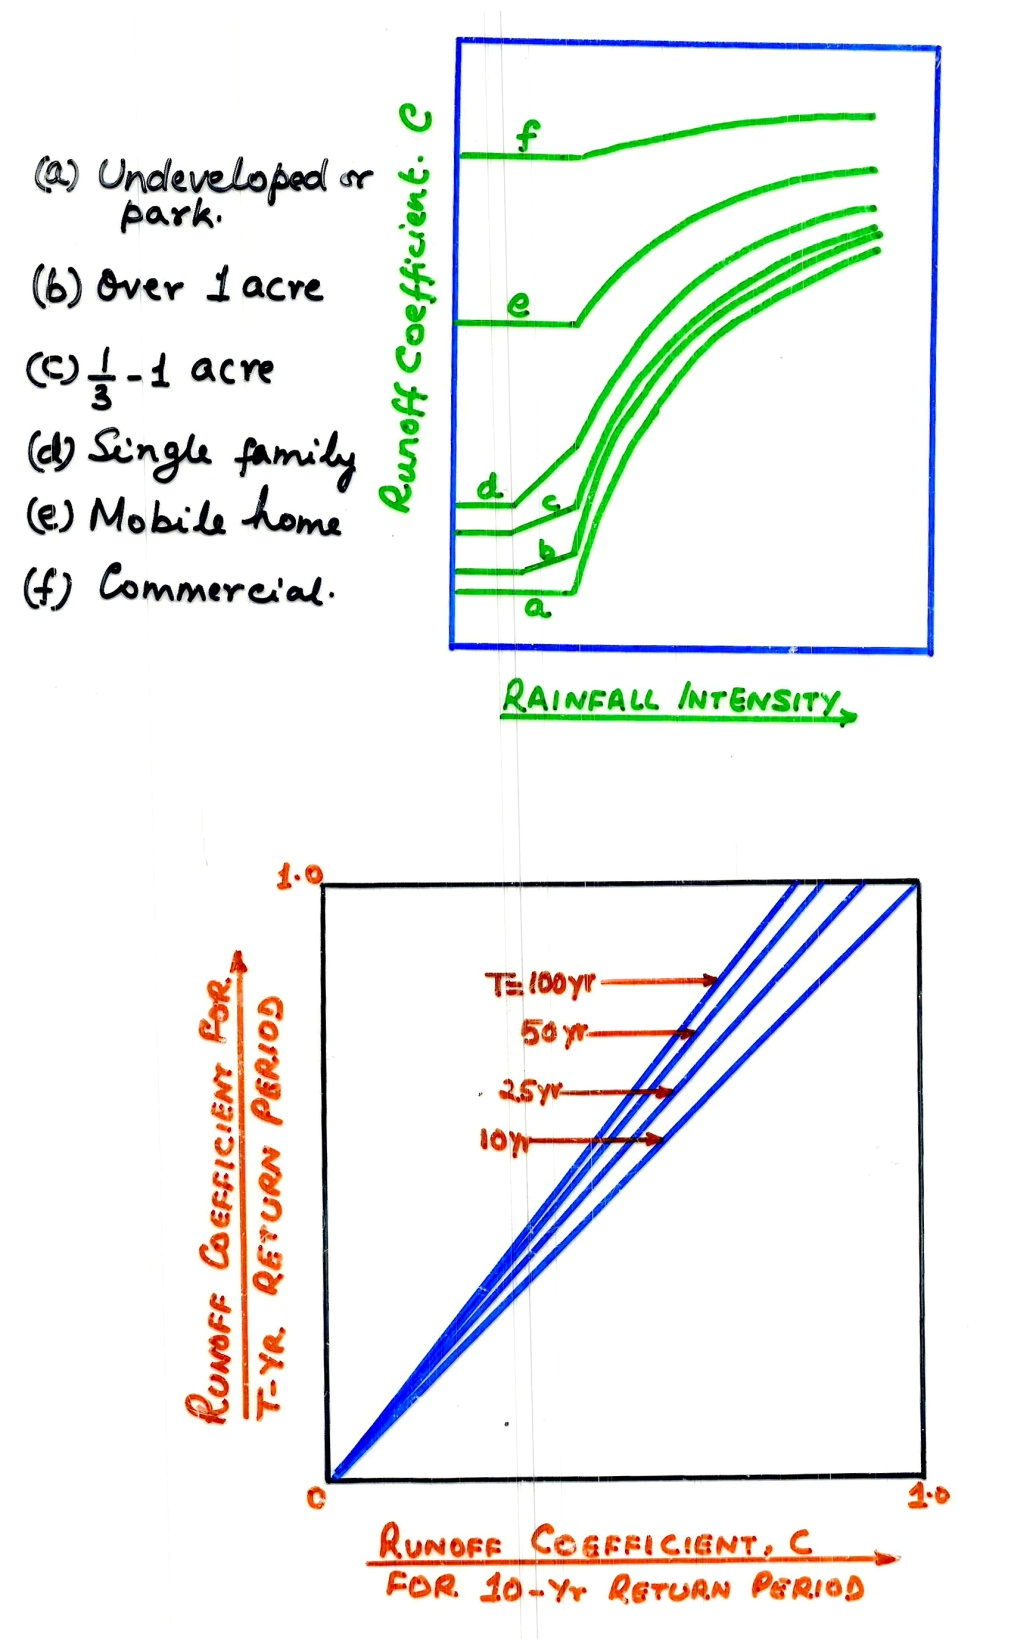 (a) Undeveloped or
park.
(b) Over 1 acre
(c) 1/3 - 1 acre
(d) Single family
(e) Mobile home
(f) Commercial.
Runoff Coefficient. C
f
e
d
c
b
a
RAINFALL INTENSITY
1.0
T=100yr
50 yr
25yr
10yr
RUNOFF COEFFICIENT FOR
T-YR. RETURN PERIOD
0
1.0
RUNOFF COEFFICIENT, C
FOR 10-Yr RETURN PERIOD